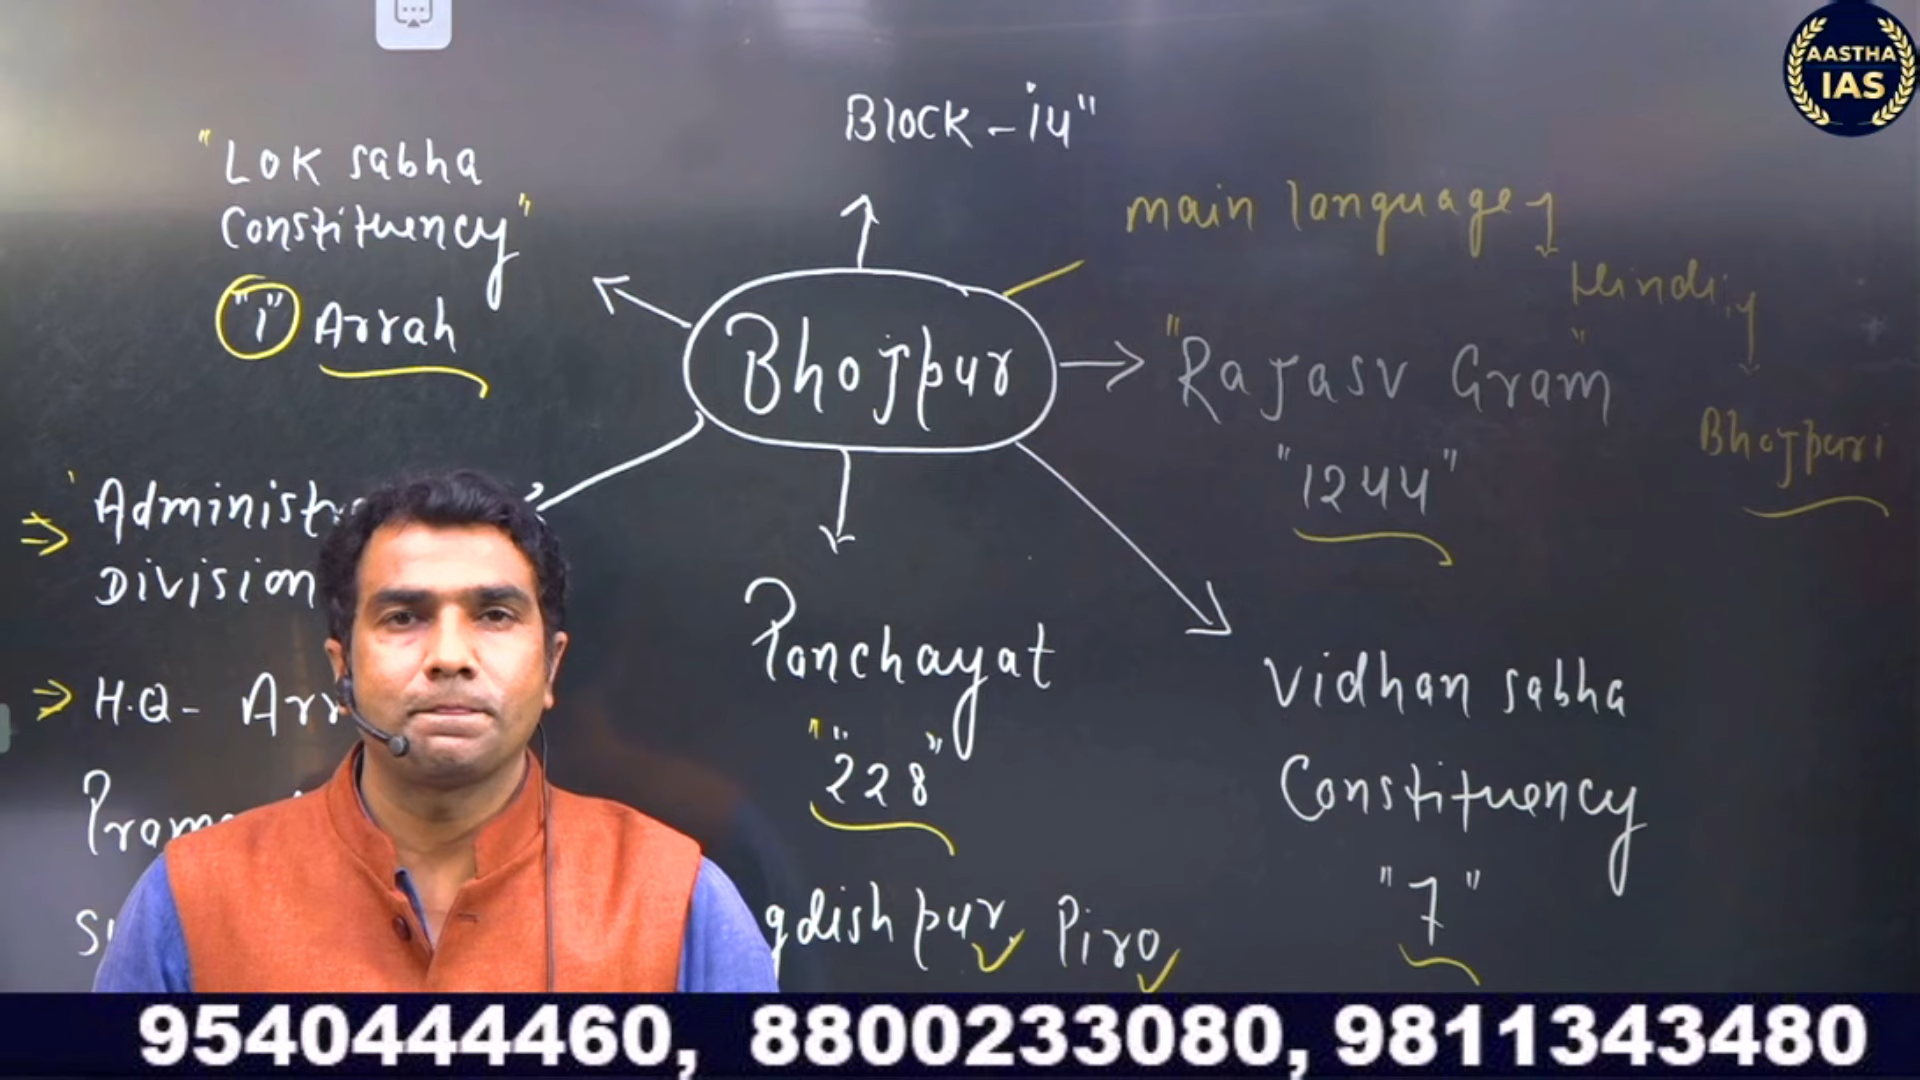 AASTHA
IAS
Block - 14"
"Lok sabha
Constituency"
"1" Arrah
main language
Hindi
Bhojpuri
Bhojpur
"Rajasv Gram"
"1244"
Division
H.Q -
Panchayat
"228"
Vidhan sabha
Constituency
"7"
Piro
9540444460, 8800233080, 9811343480